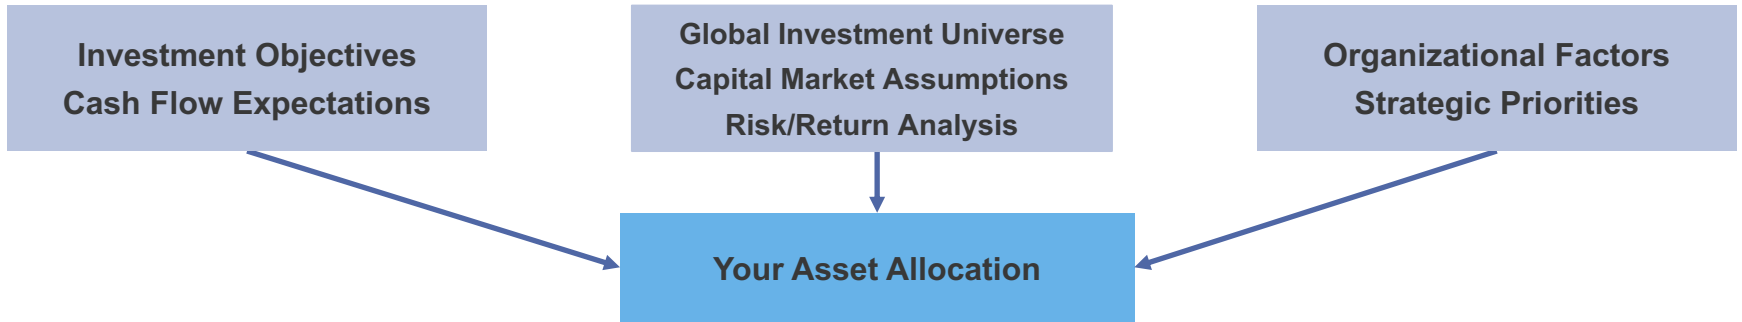 Investment Objectives
Cash Flow Expectations
Global Investment Universe
Capital Market Assumptions
Risk/Return Analysis
Organizational Factors
Strategic Priorities
Your Asset Allocation